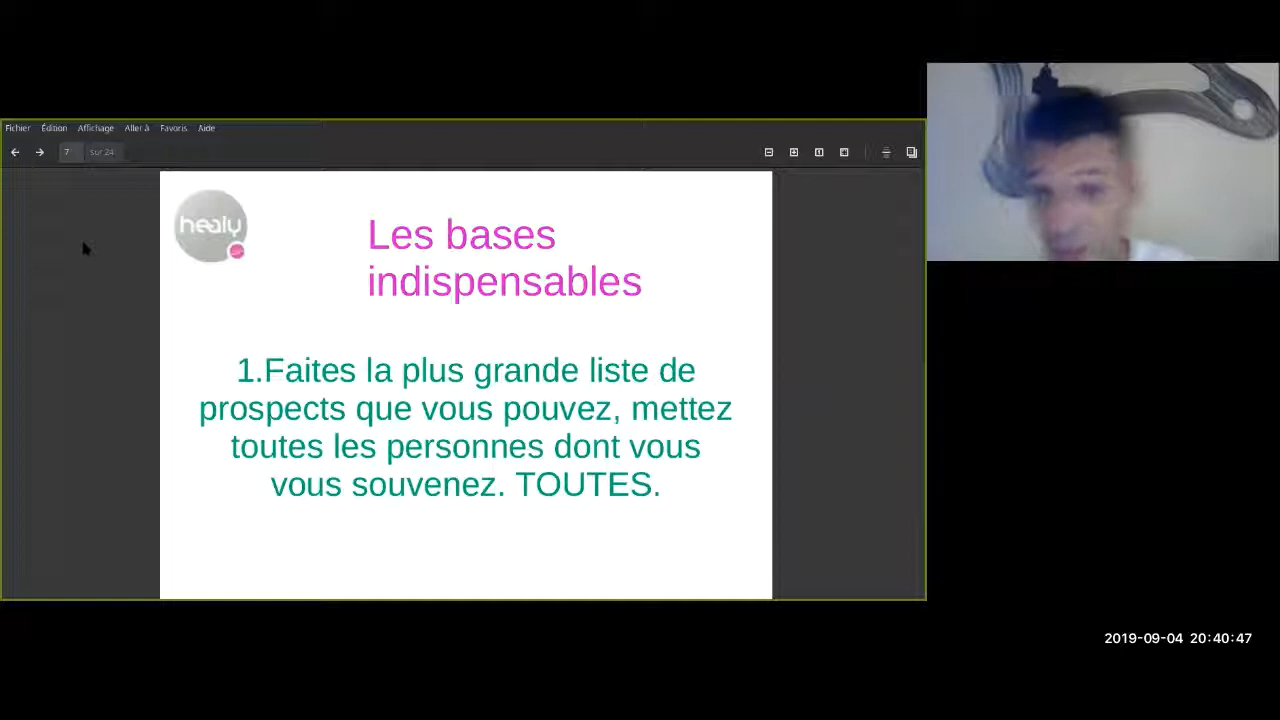 Fichier Édition Affichage Aller à Favoris Aide
7 sur 24
healy
Les bases
indispensables
1.Faites la plus grande liste de
prospects que vous pouvez, mettez
toutes les personnes dont vous
vous souvenez. TOUTES.
2019-09-04 20:40:47